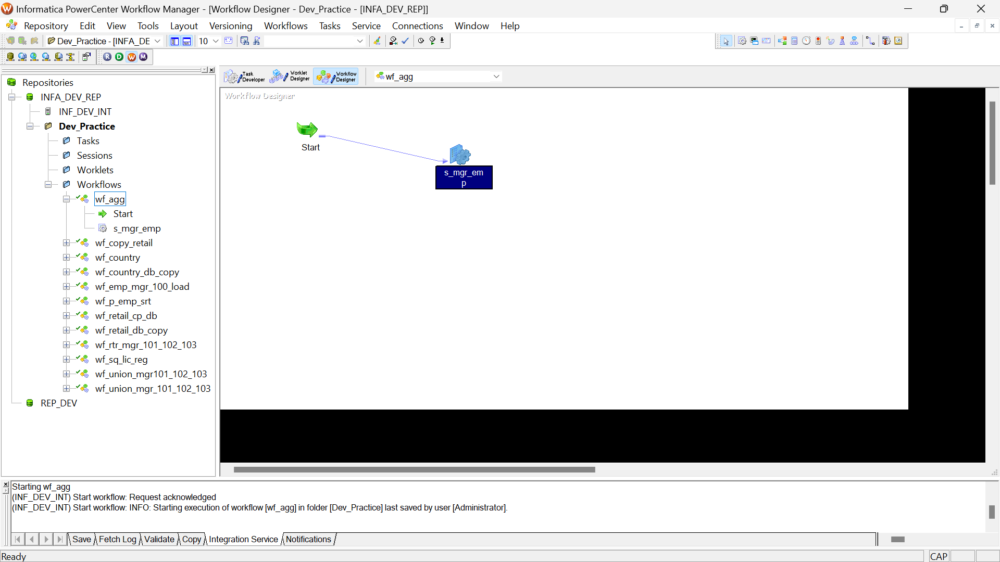 Informatica PowerCenter Workflow Manager - [Workflow Designer - Dev_Practice - [INFA_DEV_REP]]
Repository Edit View Tools Layout Versioning Workflows Tasks Service Connections Window Help
Dev_Practice - [INFA_DE
10
R D W M
Task Developer
Worklet Designer
Workflow Designer
wf_agg
Repositories
INFA_DEV_REP
INF_DEV_INT
Dev_Practice
Tasks
Sessions
Worklets
Workflows
wf_agg
Start
s_mgr_emp
wf_copy_retail
wf_country
wf_country_db_copy
wf_emp_mgr_100_load
wf_p_emp_srt
wf_retail_cp_db
wf_retail_db_copy
wf_rtr_mgr_101_102_103
wf_sq_lic_reg
wf_union_mgr101_102_103
wf_union_mgr_101_102_103
REP_DEV
Workflow Designer
Start
s_mgr_em
p
Starting wf_agg
(INF_DEV_INT) Start workflow: Request acknowledged
(INF_DEV_INT) Start workflow: INFO: Starting execution of workflow [wf_agg] in folder [Dev_Practice] last saved by user [Administrator].
Save Fetch Log Validate Copy Integration Service Notifications
Ready
CAP